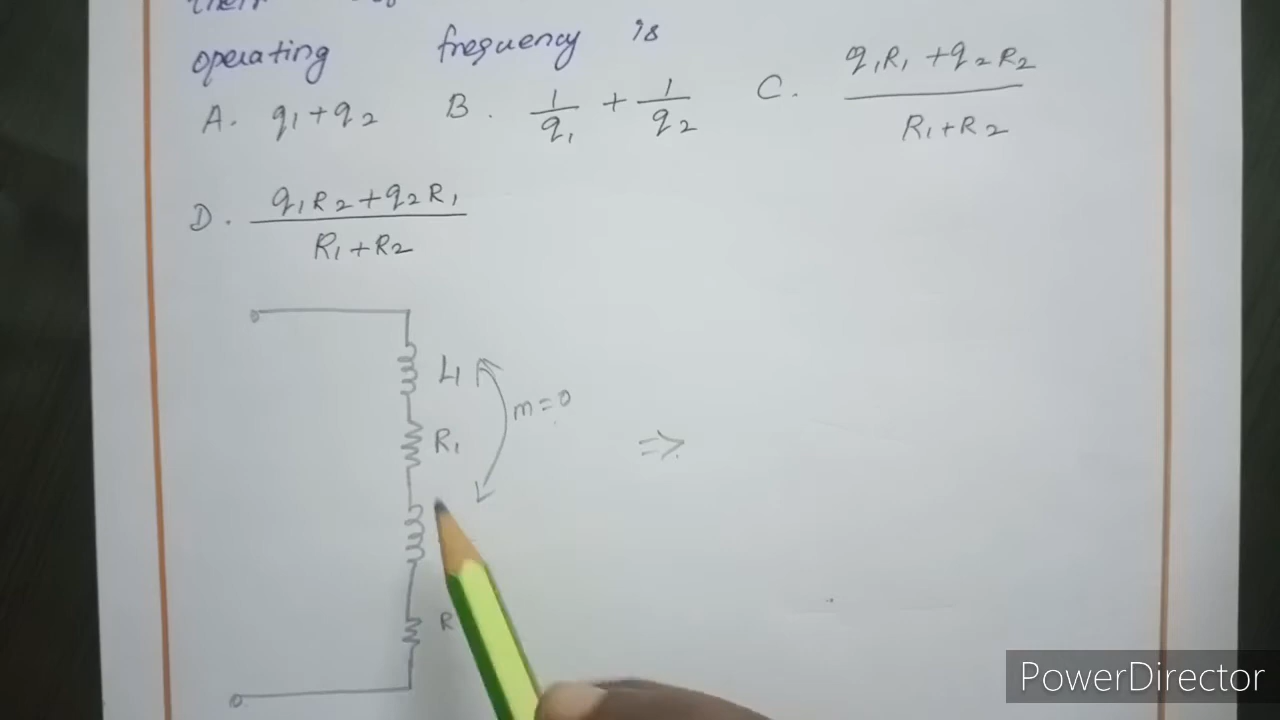 their
operating frequency is
A. q₁+q₂ B. 1/q₁ + 1/q₂ C. q₁R₁+q₂R₂ / R₁+R₂
D. q₁R₂+q₂R₁ / R₁+R₂
L₁
m=0
R₁ =>
R
PowerDirector